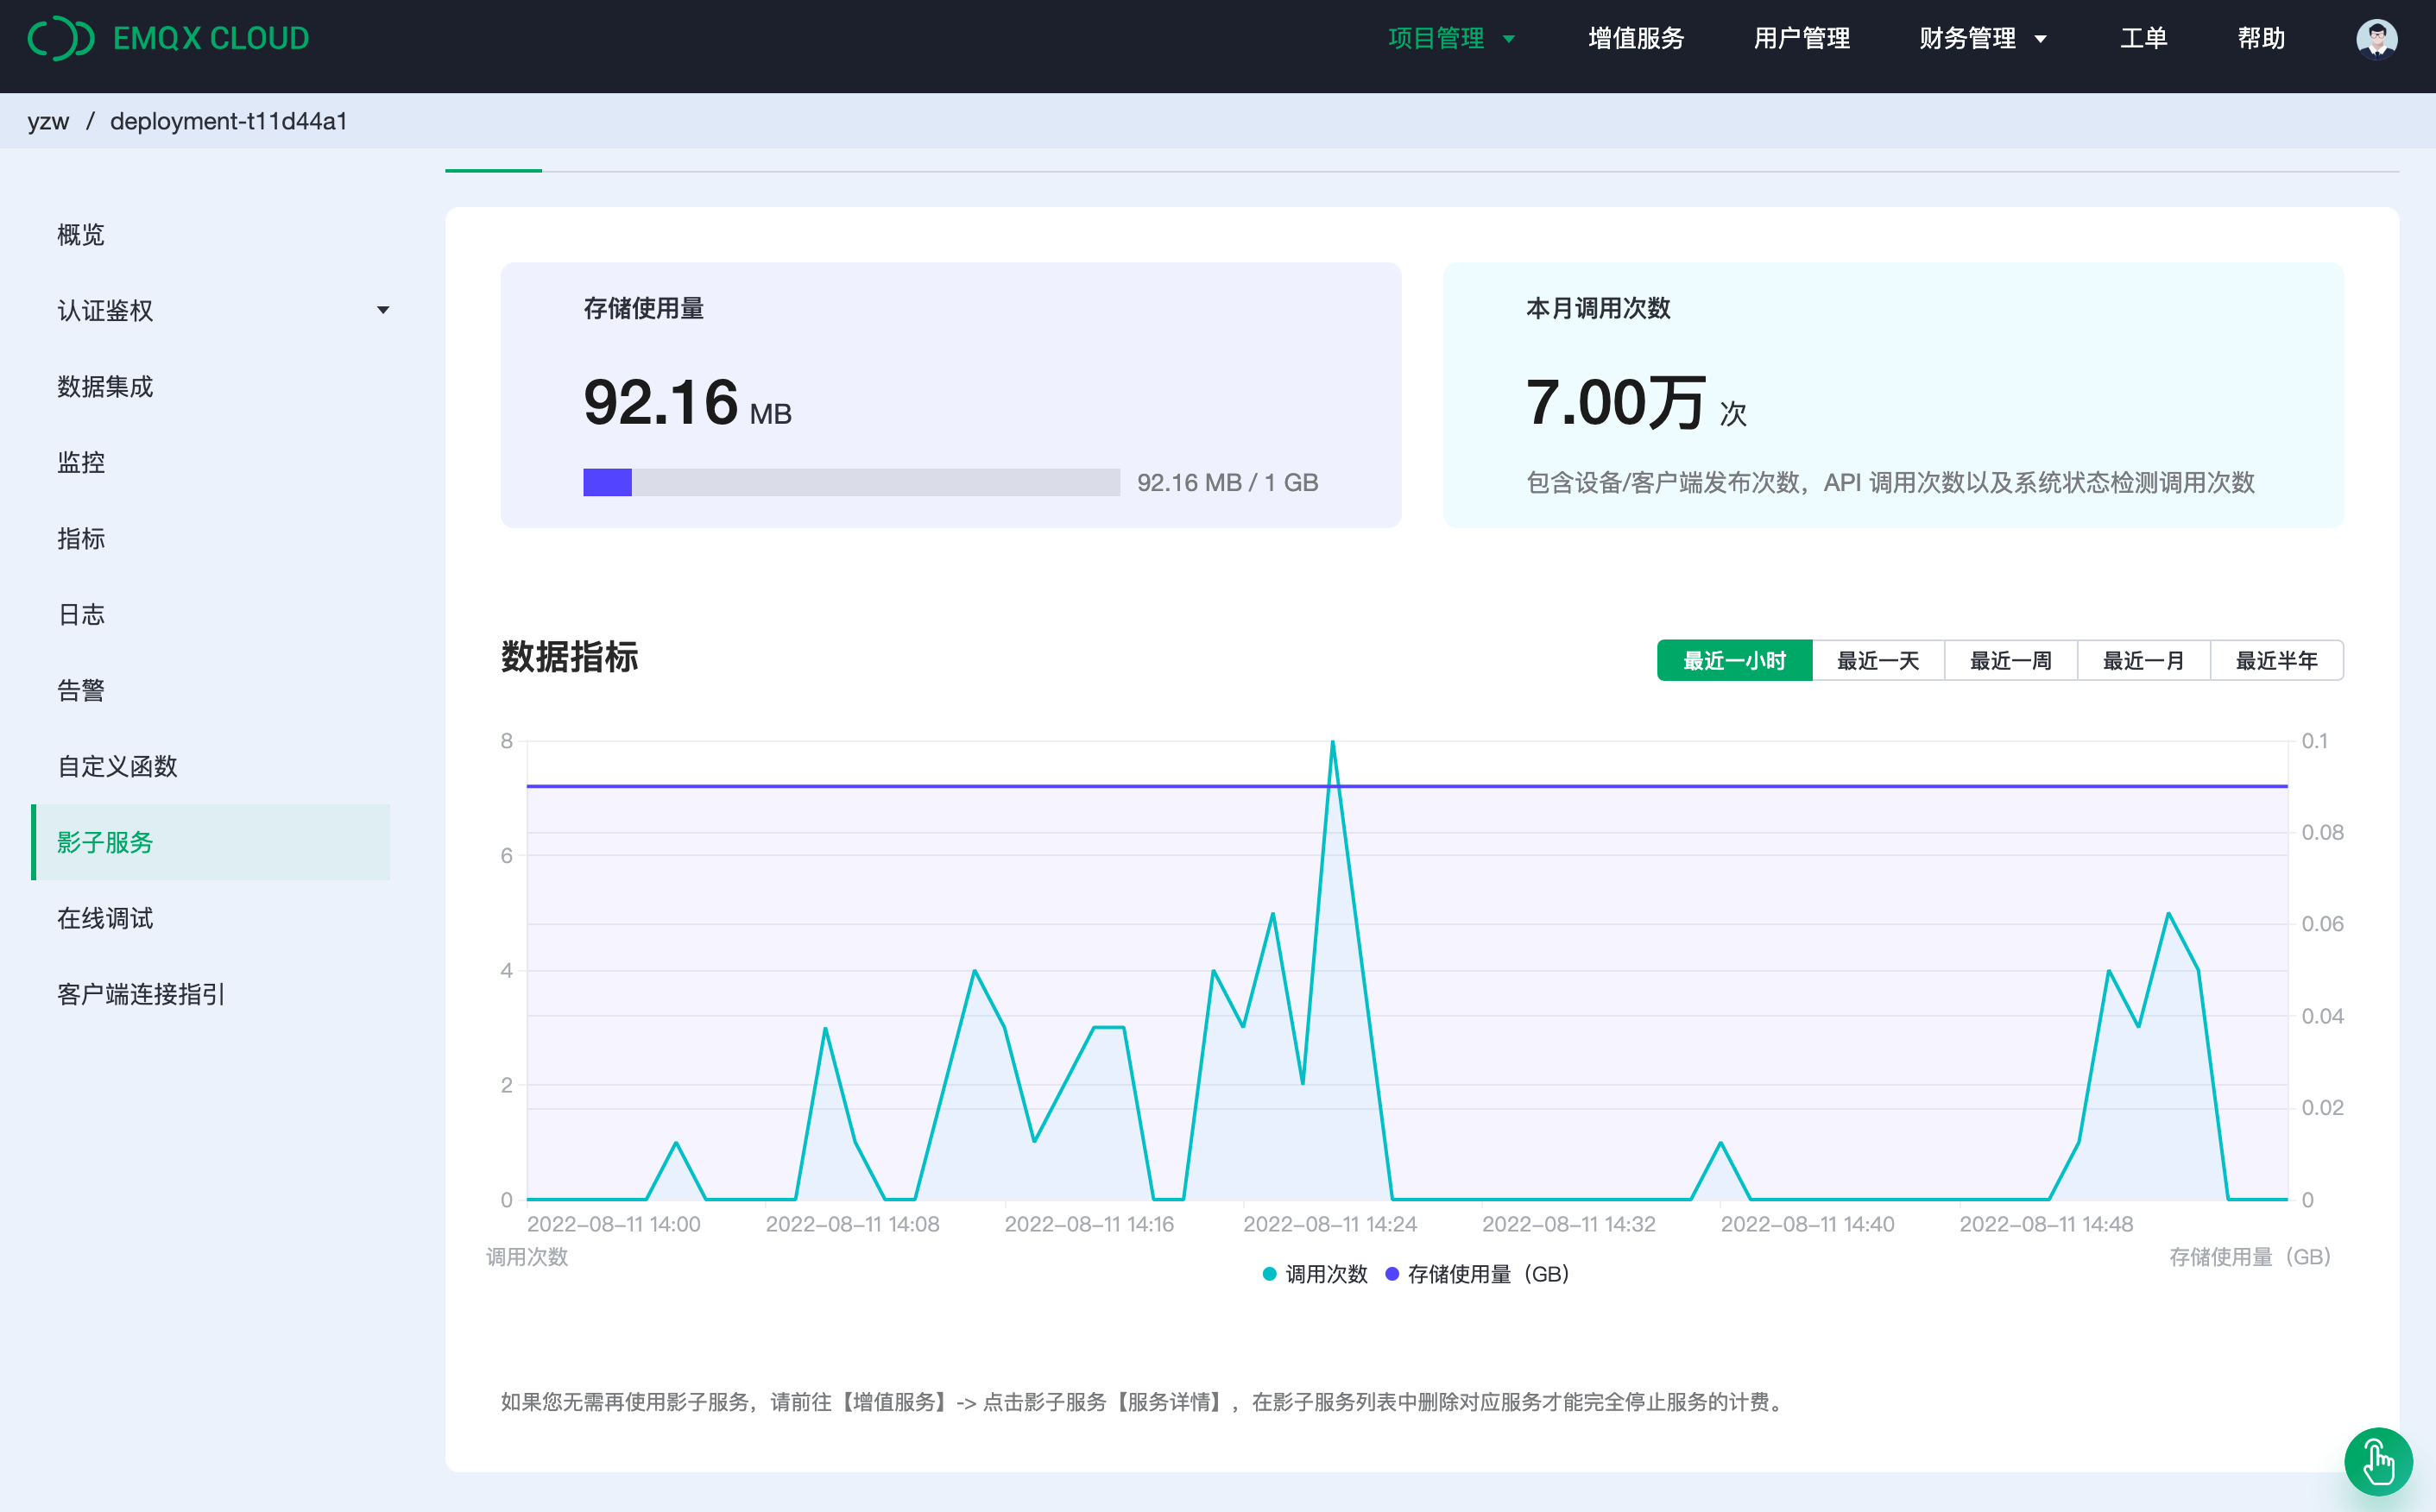 EMQX CLOUD
项目管理 增值服务 用户管理 财务管理 工单 帮助
yzw / deployment-t11d44a1
概览
认证鉴权
数据集成
监控
指标
日志
告警
自定义函数
影子服务
在线调试
客户端连接指引
存储使用量
92.16 MB
92.16 MB / 1 GB
本月调用次数
7.00万 次
包含设备/客户端发布次数，API 调用次数以及系统状态检测调用次数
数据指标
最近一小时 最近一天 最近一周 最近一月 最近半年
8
6
4
2
0
0.1
0.08
0.06
0.04
0.02
0
2022-08-11 14:00 2022-08-11 14:08 2022-08-11 14:16 2022-08-11 14:24 2022-08-11 14:32 2022-08-11 14:40 2022-08-11 14:48
调用次数
存储使用量（GB）
调用次数 存储使用量（GB）
如果您无需再使用影子服务，请前往【增值服务】-> 点击影子服务【服务详情】，在影子服务列表中删除对应服务才能完全停止服务的计费。